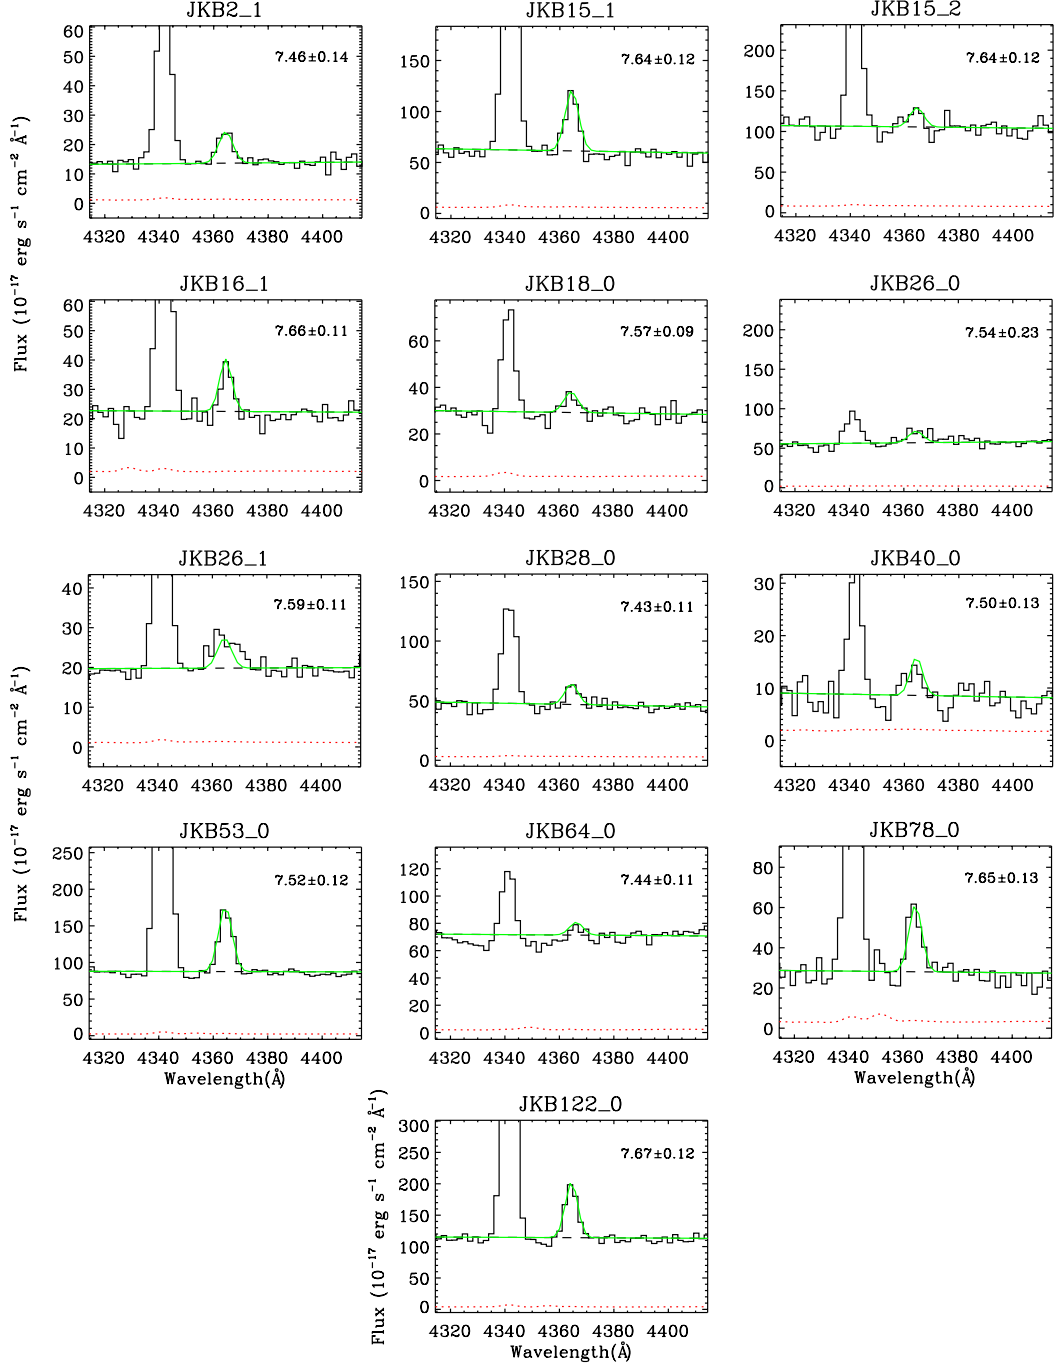 JKB2_1 JKB15_1 JKB15_2
60 50 40 30 20 10 0 7.46±0.14
150 100 50 0 7.64±0.12
200 150 100 50 0 7.64±0.12
4320 4340 4360 4380 4400 4320 4340 4360 4380 4400 4320 4340 4360 4380 4400
Flux (10⁻¹⁷ erg s⁻¹ cm⁻² Å⁻¹)
JKB16_1 JKB18_0 JKB26_0
60 50 40 30 20 10 0 7.66±0.11
60 40 20 0 7.57±0.09
200 150 100 50 0 7.54±0.23
4320 4340 4360 4380 4400 4320 4340 4360 4380 4400 4320 4340 4360 4380 4400
JKB26_1 JKB28_0 JKB40_0
40 30 20 10 0 7.59±0.11
150 100 50 0 7.43±0.11
30 20 10 0 7.50±0.13
4320 4340 4360 4380 4400 4320 4340 4360 4380 4400 4320 4340 4360 4380 4400
Flux (10⁻¹⁷ erg s⁻¹ cm⁻² Å⁻¹)
JKB53_0 JKB64_0 JKB78_0
250 200 150 100 50 0 7.52±0.12
120 100 80 60 40 20 0 7.44±0.11
80 60 40 20 0 7.65±0.13
4320 4340 4360 4380 4400 4320 4340 4360 4380 4400 4320 4340 4360 4380 4400
Wavelength(Å) Wavelength(Å)
JKB122_0
Flux (10⁻¹⁷ erg s⁻¹ cm⁻² Å⁻¹)
300 250 200 150 100 50 0 7.67±0.12
4320 4340 4360 4380 4400
Wavelength(Å)